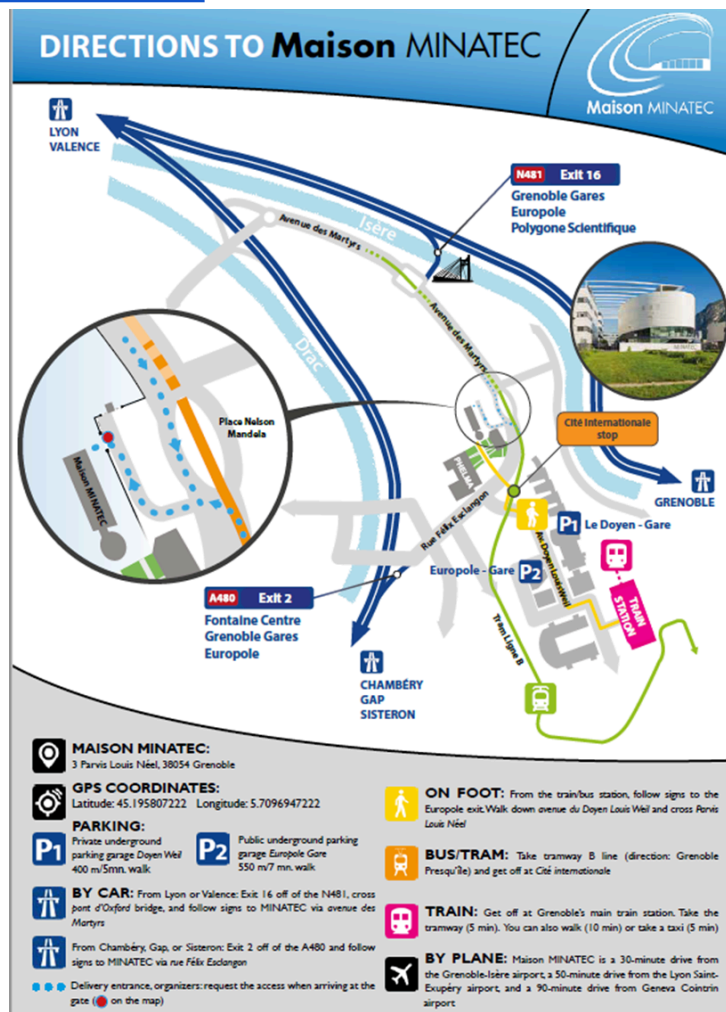 DIRECTIONS TO Maison MINATEC
Maison MINATEC
LYON
VALENCE
N481 Exit 16
Grenoble Gares
Europole
Polygone Scientifique
Isère
Avenue des Martyrs
Drac
Avenue des Martyrs
Place Nelson
Mandela
Maison MINATEC
Cité Internationale
stop
PHELMA
GRENOBLE
P1 Le Doyen - Gare
Rue Félix Esclangon
Europole - Gare P2
Av Doyen Louis Weil
TRAIN
STATION
A480 Exit 2
Fontaine Centre
Grenoble Gares
Europole
Tram Ligne B
CHAMBÉRY
GAP
SISTERON
MAISON MINATEC:
3 Parvis Louis Néel, 38054 Grenoble
GPS COORDINATES:
Latitude: 45.195807222 Longitude: 5.7096947222
PARKING:
P1 Private underground
parking garage Doyen Weil
400 m/5mn. walk
P2 Public underground parking
garage Europole Gare
550 m/7 mn. walk
BY CAR: From Lyon or Valence: Exit 16 off of the N481, cross
pont d'Oxford bridge, and follow signs to MINATEC via avenue des
Martyrs
From Chambéry, Gap, or Sisteron: Exit 2 off of the A480 and follow
signs to MINATEC via rue Félix Esclangon
Delivery entrance, organizers: request the access when arriving at the
gate ( on the map)
ON FOOT: From the train/bus station, follow signs to the
Europole exit. Walk down avenue du Doyen Louis Weil and cross Parvis
Louis Néel
BUS/TRAM: Take tramway B line (direction: Grenoble
Presqu'île) and get off at Cité internationale
TRAIN: Get off at Grenoble's main train station. Take the
tramway (5 min). You can also walk (10 min) or take a taxi (5 min)
BY PLANE: Maison MINATEC is a 30-minute drive from
the Grenoble-Isère airport, a 50-minute drive from the Lyon Saint-
Exupéry airport, and a 90-minute drive from Geneva Cointrin
airport